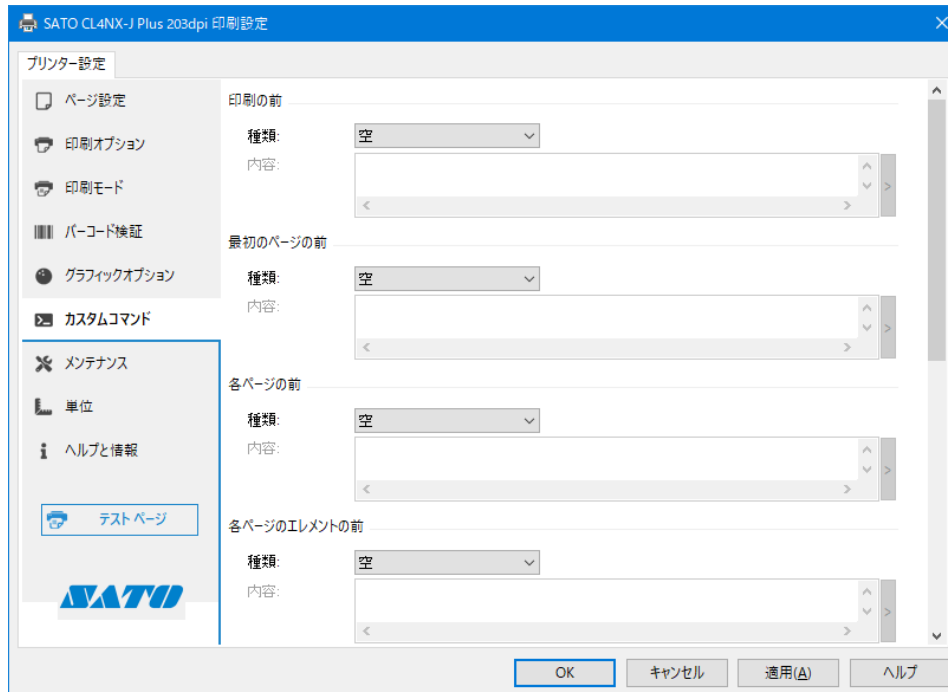 SATO CL4NX-J Plus 203dpi 印刷設定
プリンター設定
ページ設定
印刷オプション
印刷モード
バーコード検証
グラフィックオプション
カスタムコマンド
メンテナンス
単位
ヘルプと情報
テスト ページ
SATO
印刷の前
種類: 空
内容:
最初のページの前
種類: 空
内容:
各ページの前
種類: 空
内容:
各ページのエレメントの前
種類: 空
内容:
OK キャンセル 適用(A) ヘルプ